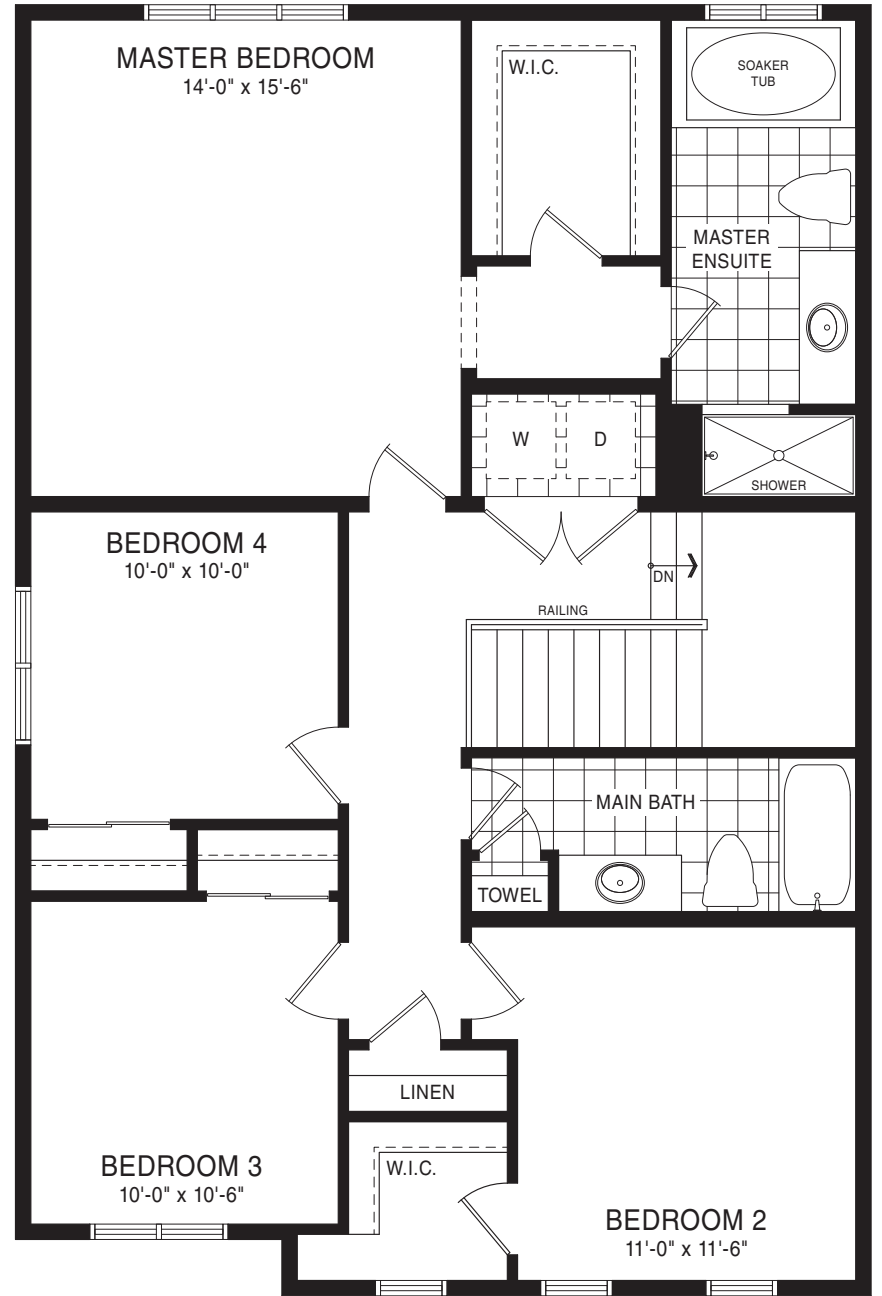 MASTER BEDROOM
14'-0" x 15'-6"
W.I.C.
SOAKER
TUB
MASTER
ENSUITE
W
D
SHOWER
BEDROOM 4
10'-0" x 10'-0"
DN
RAILING
MAIN BATH
TOWEL
LINEN
BEDROOM 3
10'-0" x 10'-6"
W.I.C.
BEDROOM 2
11'-0" x 11'-6"